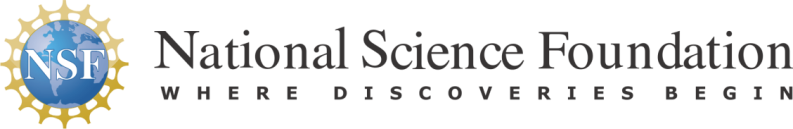 NSF
National Science Foundation
WHERE DISCOVERIES BEGIN